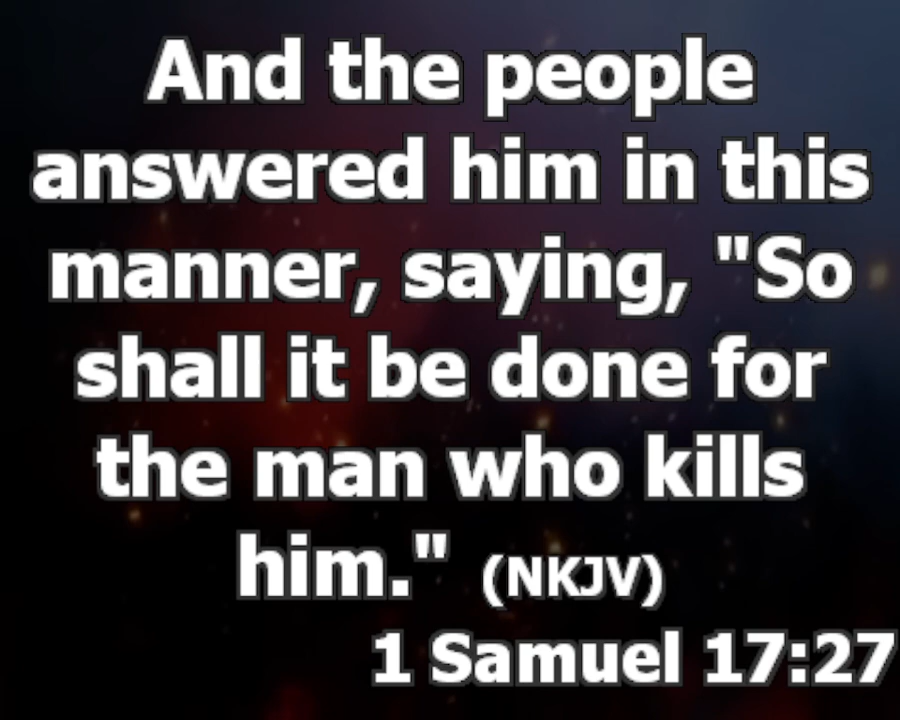 And the people
answered him in this
manner, saying, "So
shall it be done for
the man who kills
him." (NKJV)
1 Samuel 17:27